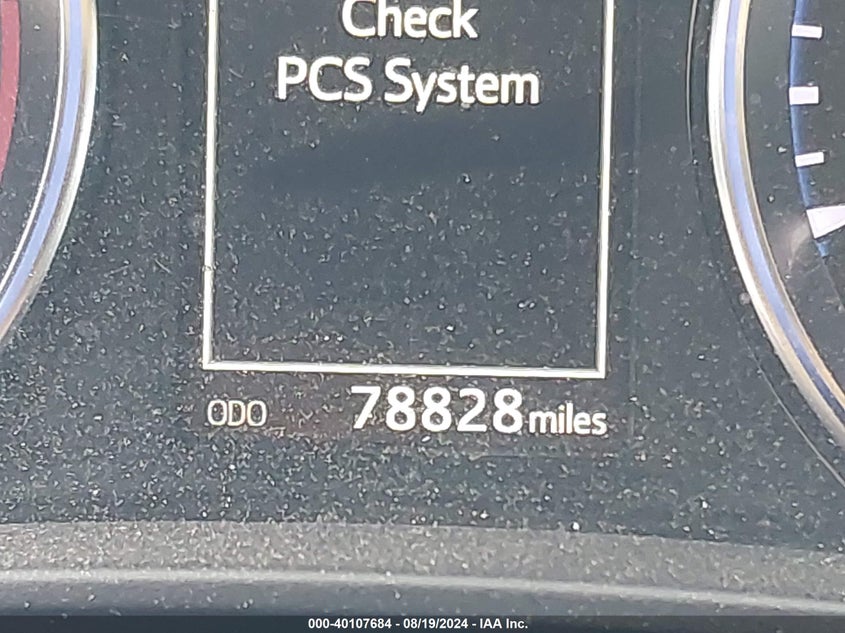 Check
PCS System
ODO 78828 miles
000-40107684 - 08/19/2024 - IAA Inc.